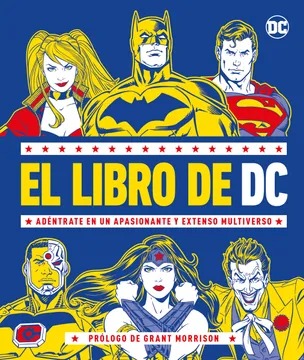 DC
EL LIBRO DE DC
ADÉNTRATE EN UN APASIONANTE Y EXTENSO MULTIVERSO
PRÓLOGO DE GRANT MORRISON